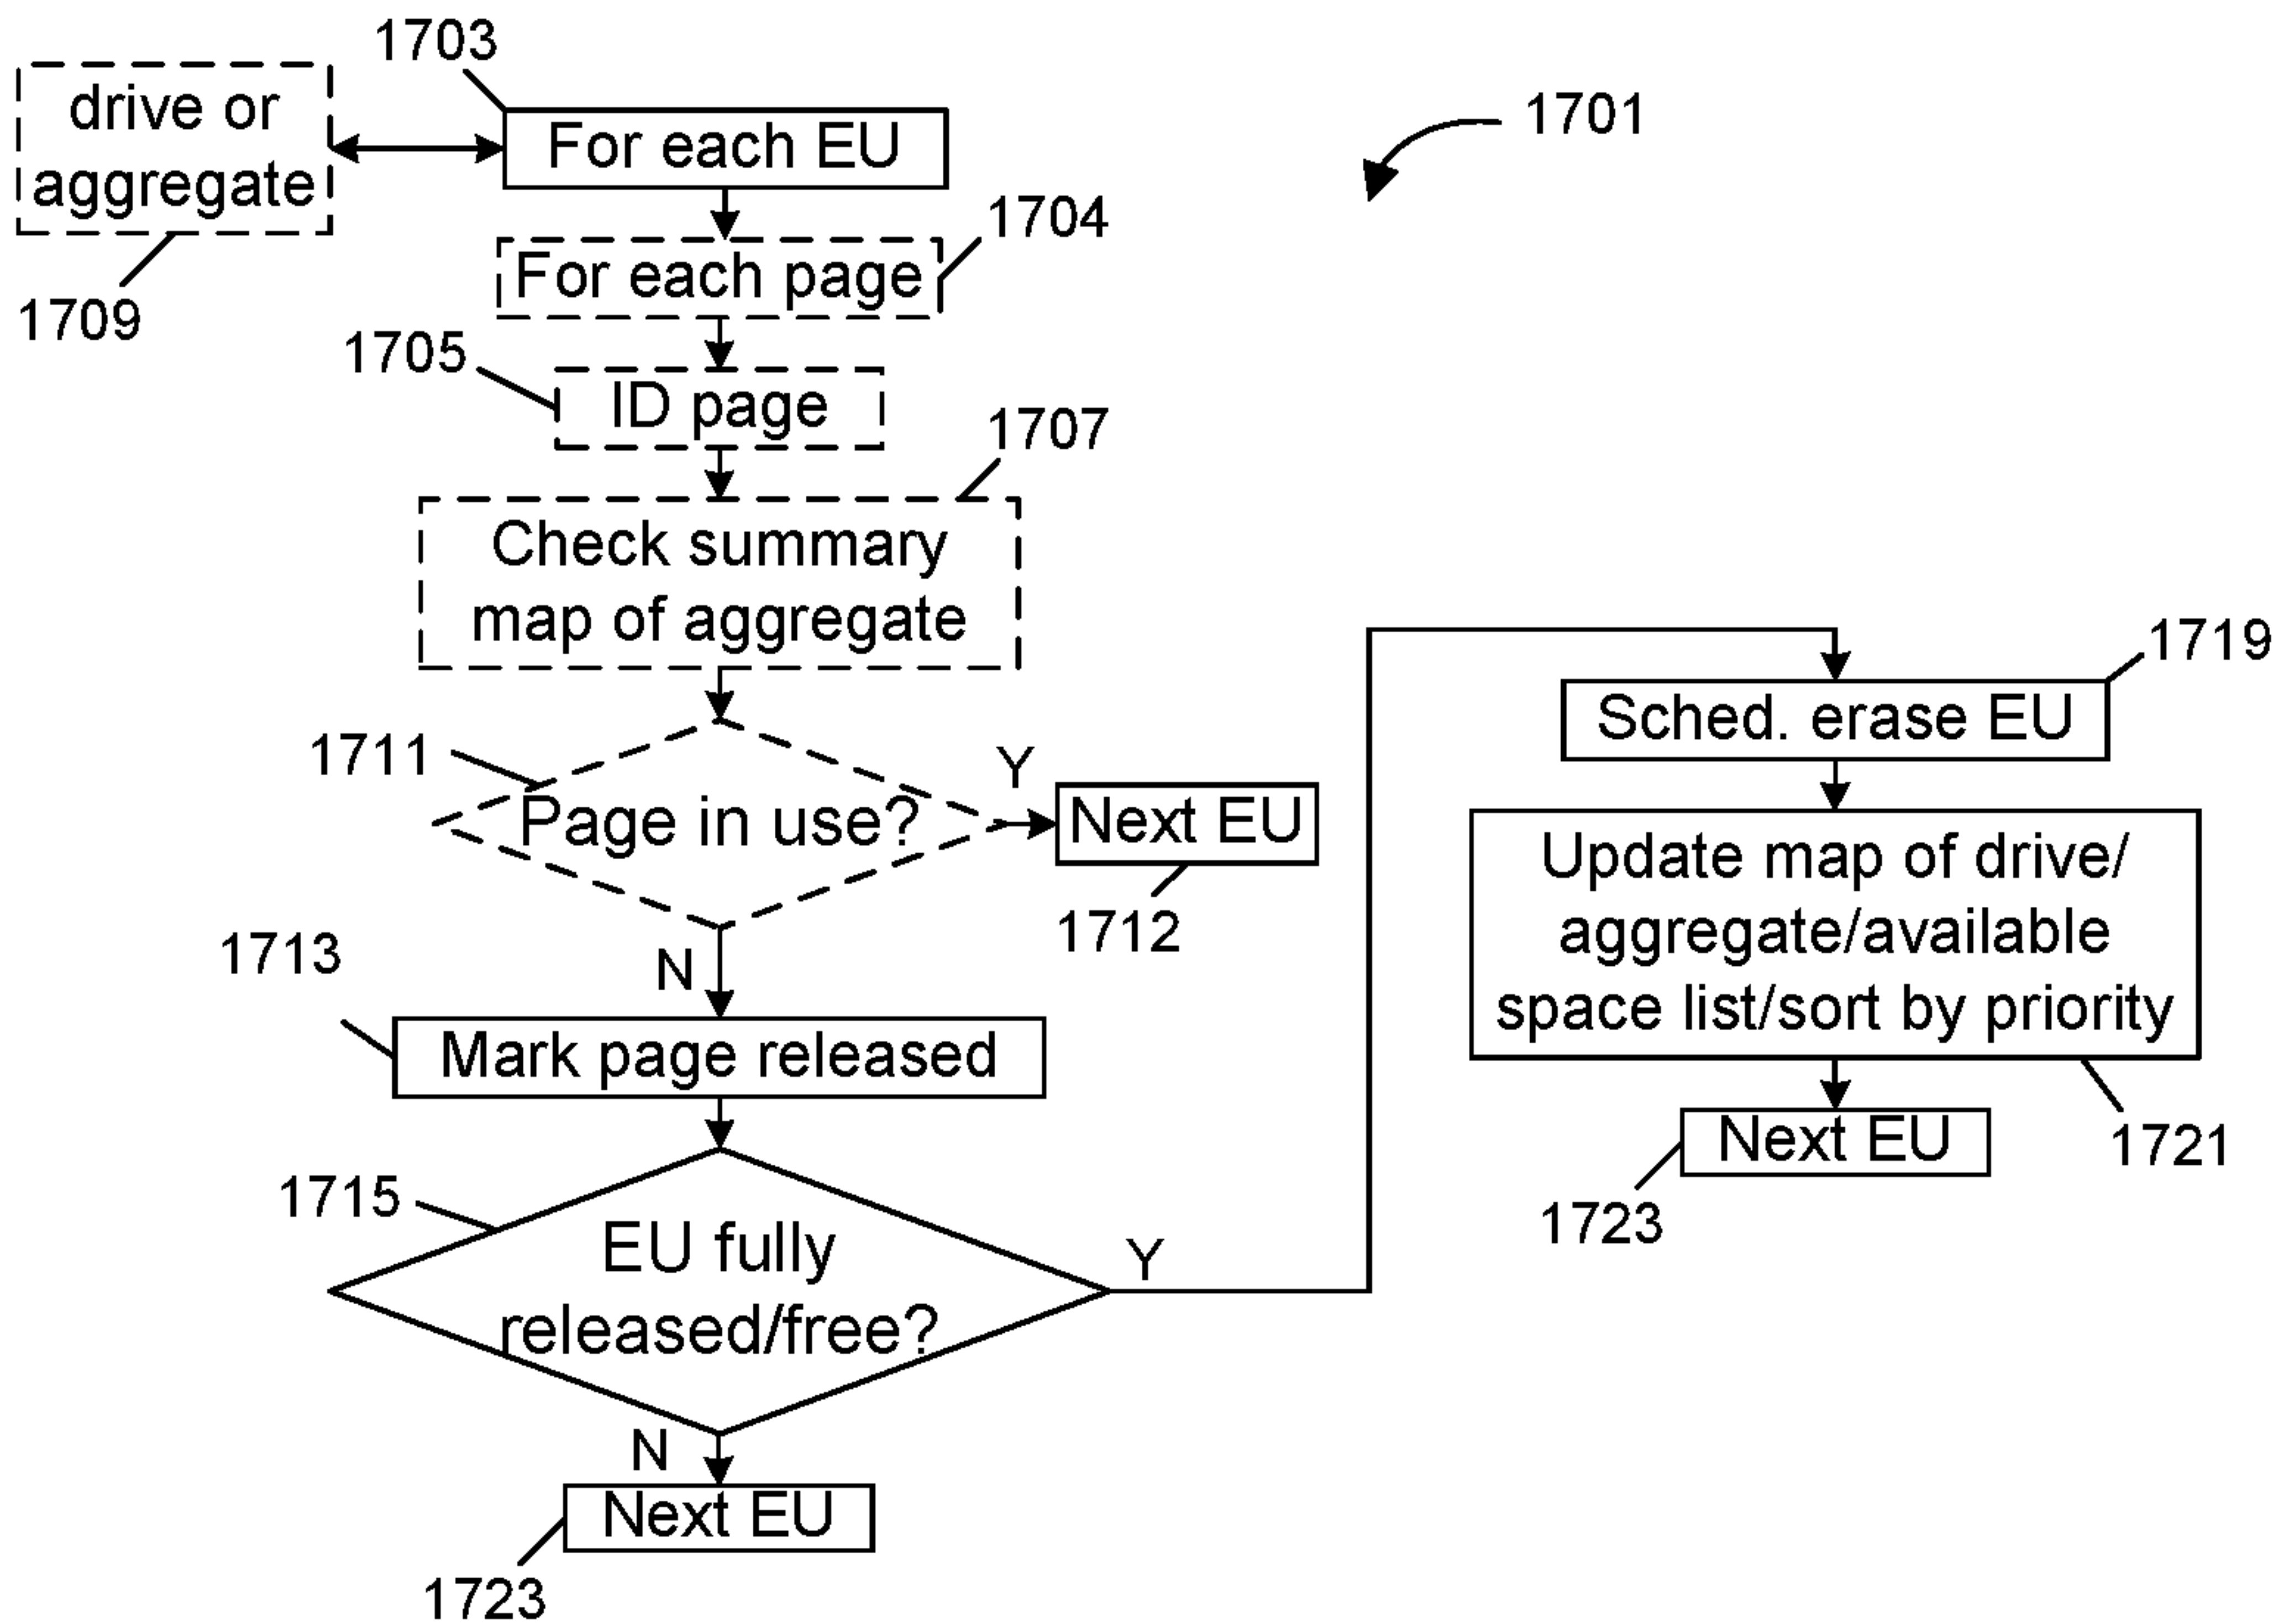 1703
drive or
aggregate
For each EU
1701
1704
For each page
1709
1705
ID page
1707
Check summary
map of aggregate
1719
Sched. erase EU
1711
Page in use?
Y
Next EU
1712
Update map of drive/
aggregate/available
space list/sort by priority
1713
N
Mark page released
1721
Next EU
1723
1715
EU fully
released/free?
Y
N
Next EU
1723